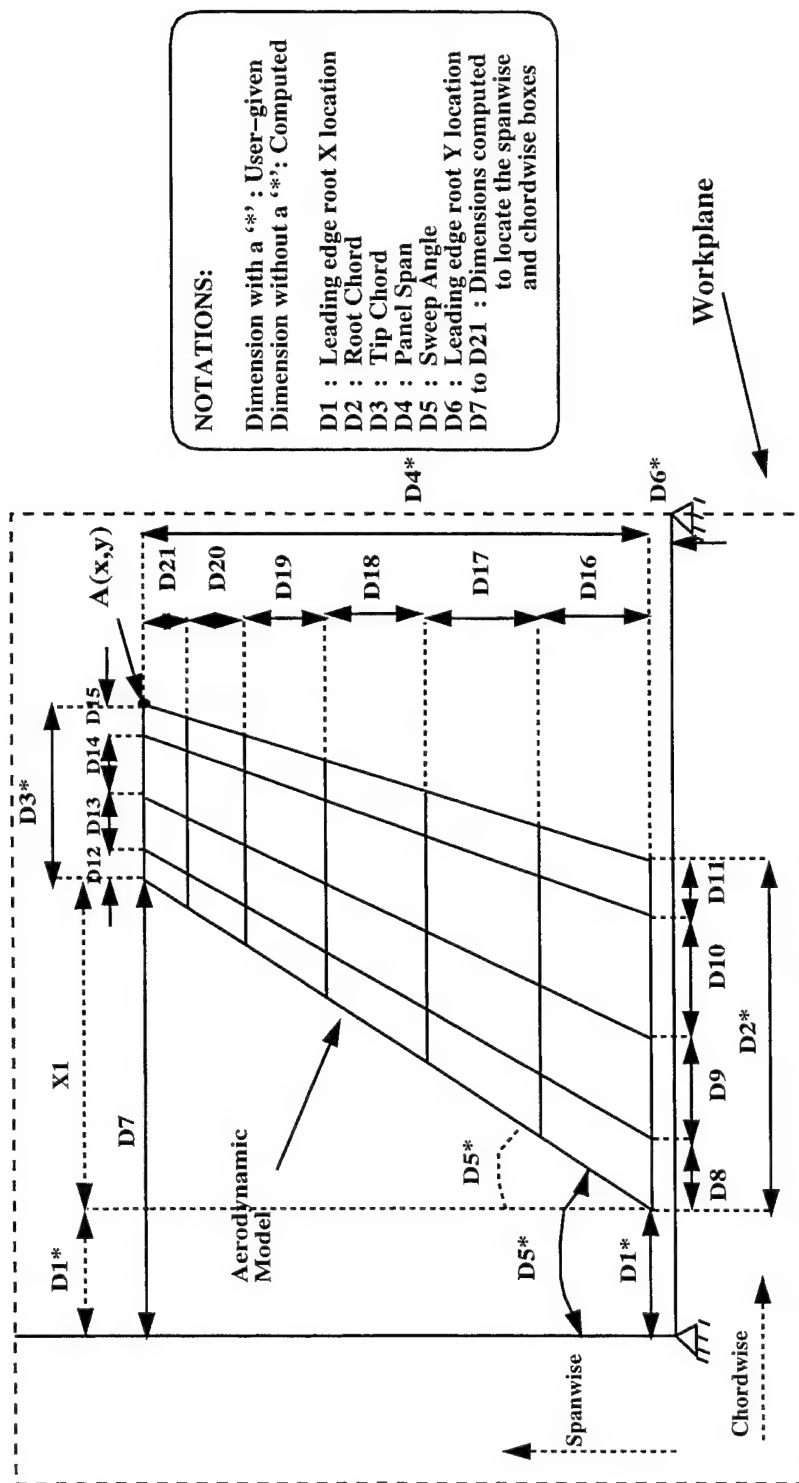 NOTATIONS:
Dimension with a ‘*’ : User–given
Dimension without a ‘*’: Computed
D1 : Leading edge root X location
D2 : Root Chord
D3 : Tip Chord
D4 : Panel Span
D5 : Sweep Angle
D6 : Leading edge root Y location
D7 to D21 : Dimensions computed
to locate the spanwise
and chordwise boxes
Workplane
D1*
X1
D3*
D12
D13
D14
D15
A(x,y)
D7
D21
D20
D19
D18
D17
D16
D4*
D6*
Aerodynamic
Model
D5*
D5*
D1*
D8
D9
D10
D11
D2*
Spanwise
Chordwise